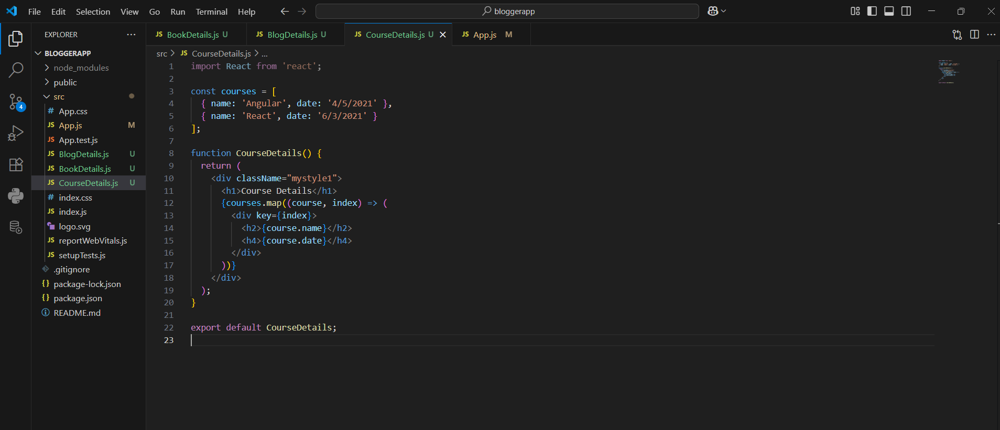 File Edit Selection View Go Run Terminal Help
bloggerapp
EXPLORER
BookDetails.js U
BlogDetails.js U
CourseDetails.js U
App.js M
BLOGGERAPP
node_modules
public
src
App.css
App.js M
App.test.js
BlogDetails.js U
BookDetails.js U
CourseDetails.js U
index.css
index.js
logo.svg
reportWebVitals.js
setupTests.js
.gitignore
package-lock.json
package.json
README.md
4
src > JS CourseDetails.js > ...
1 import React from 'react';
2
3 const courses = [
4   { name: 'Angular', date: '4/5/2021' },
5   { name: 'React', date: '6/3/2021' }
6 ];
7
8 function CourseDetails() {
9   return (
10     <div className="mystyle1">
11       <h1>Course Details</h1>
12       {courses.map((course, index) => (
13         <div key={index}>
14           <h2>{course.name}</h2>
15           <h4>{course.date}</h4>
16         </div>
17       ))}
18     </div>
19   );
20 }
21
22 export default CourseDetails;
23